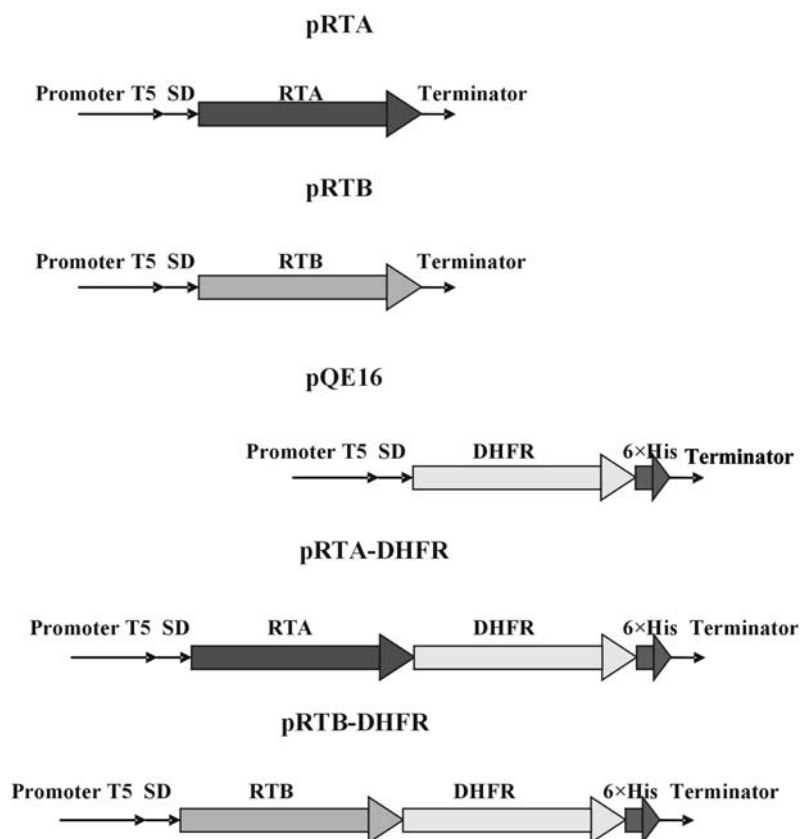 pRTA
Promoter T5 SD RTA Terminator
pRTB
Promoter T5 SD RTB Terminator
pQE16
Promoter T5 SD DHFR 6×His Terminator
pRTA-DHFR
Promoter T5 SD RTA DHFR 6×His Terminator
pRTB-DHFR
Promoter T5 SD RTB DHFR 6×His Terminator